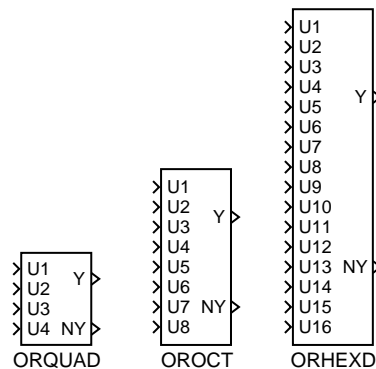 U1
U2
U3
U4
Y
NY
ORQUAD
U1
U2
U3
U4
U5
U6
U7
U8
Y
NY
OROCT
U1
U2
U3
U4
U5
U6
U7
U8
U9
U10
U11
U12
U13
U14
U15
U16
Y
NY
ORHEXD